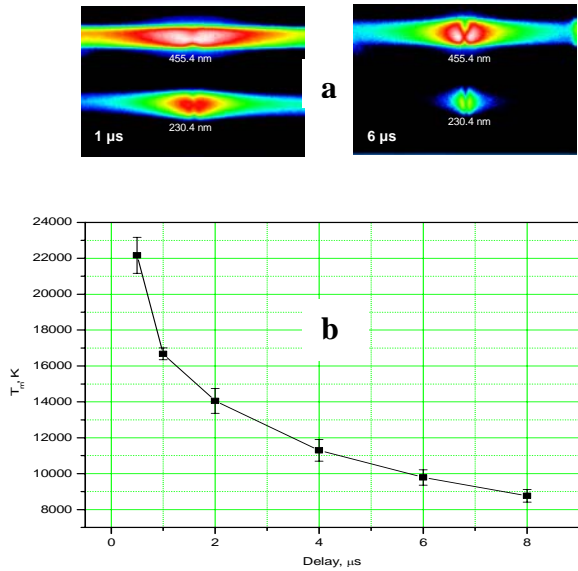 455.4 nm
230.4 nm
1 µs
a
455.4 nm
230.4 nm
6 µs
24000
22000
20000
18000
16000
14000
12000
10000
8000
b
T_m, K
0 2 4 6 8
Delay, µs